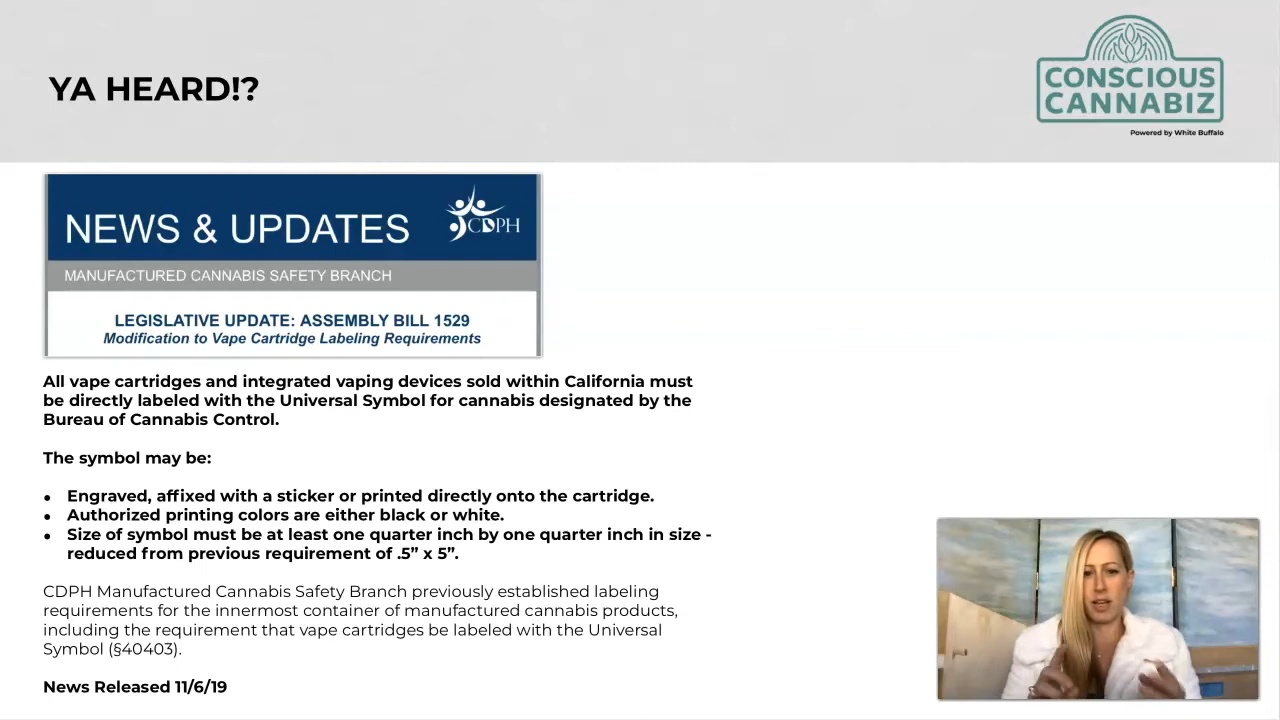 YA HEARD!?
CONSCIOUS
CANNABIZ
Powered by White Buffalo
NEWS & UPDATES
CDPH
MANUFACTURED CANNABIS SAFETY BRANCH
LEGISLATIVE UPDATE: ASSEMBLY BILL 1529
Modification to Vape Cartridge Labeling Requirements
All vape cartridges and integrated vaping devices sold within California must
be directly labeled with the Universal Symbol for cannabis designated by the
Bureau of Cannabis Control.
The symbol may be:
● Engraved, affixed with a sticker or printed directly onto the cartridge.
● Authorized printing colors are either black or white.
● Size of symbol must be at least one quarter inch by one quarter inch in size -
reduced from previous requirement of .5” x 5”.
CDPH Manufactured Cannabis Safety Branch previously established labeling
requirements for the innermost container of manufactured cannabis products,
including the requirement that vape cartridges be labeled with the Universal
Symbol (§40403).
News Released 11/6/19